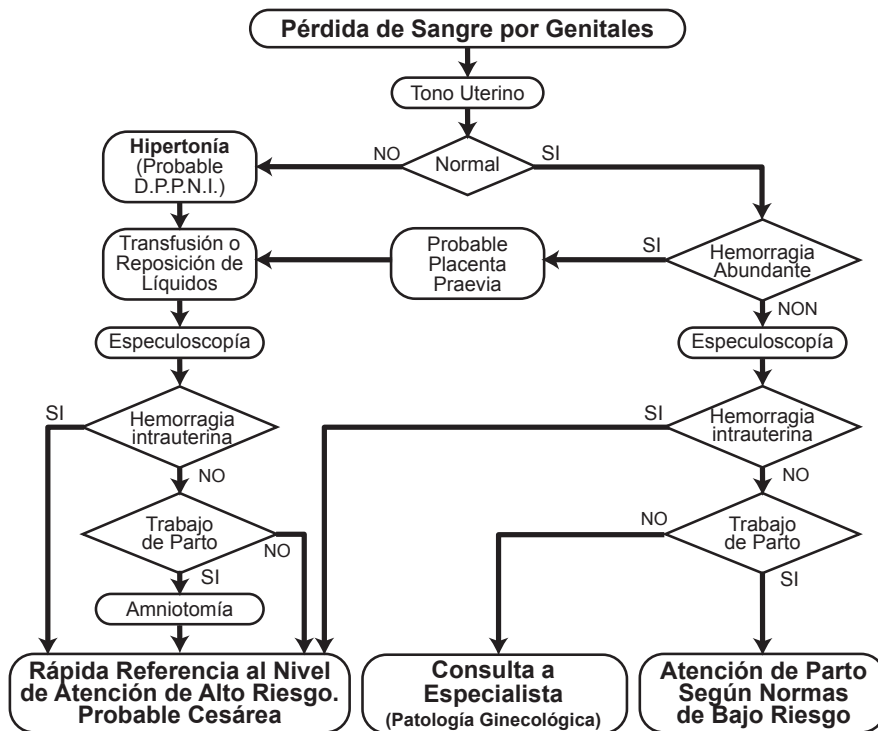 Pérdida de Sangre por Genitales
Tono Uterino
Normal
NO
SI
Hipertonía
(Probable
D.P.P.N.I.)
Hemorragia
Abundante
SI
NON
Probable
Placenta
Praevia
Transfusión o
Reposición de
Líquidos
Especuloscopía
Especuloscopía
SI
Hemorragia
intrauterina
NO
SI
Hemorragia
intrauterina
NO
Trabajo
de Parto
NO
SI
NO
Trabajo
de Parto
SI
Amniotomía
Rápida Referencia al Nivel
de Atención de Alto Riesgo.
Probable Cesárea
Consulta a
Especialista
(Patología Ginecológica)
Atención de Parto
Según Normas
de Bajo Riesgo